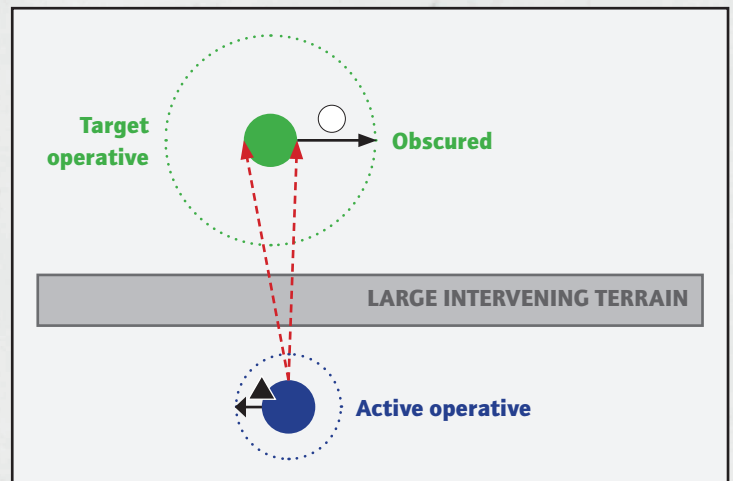 Target
operative
Obscured
LARGE INTERVENING TERRAIN
Active operative